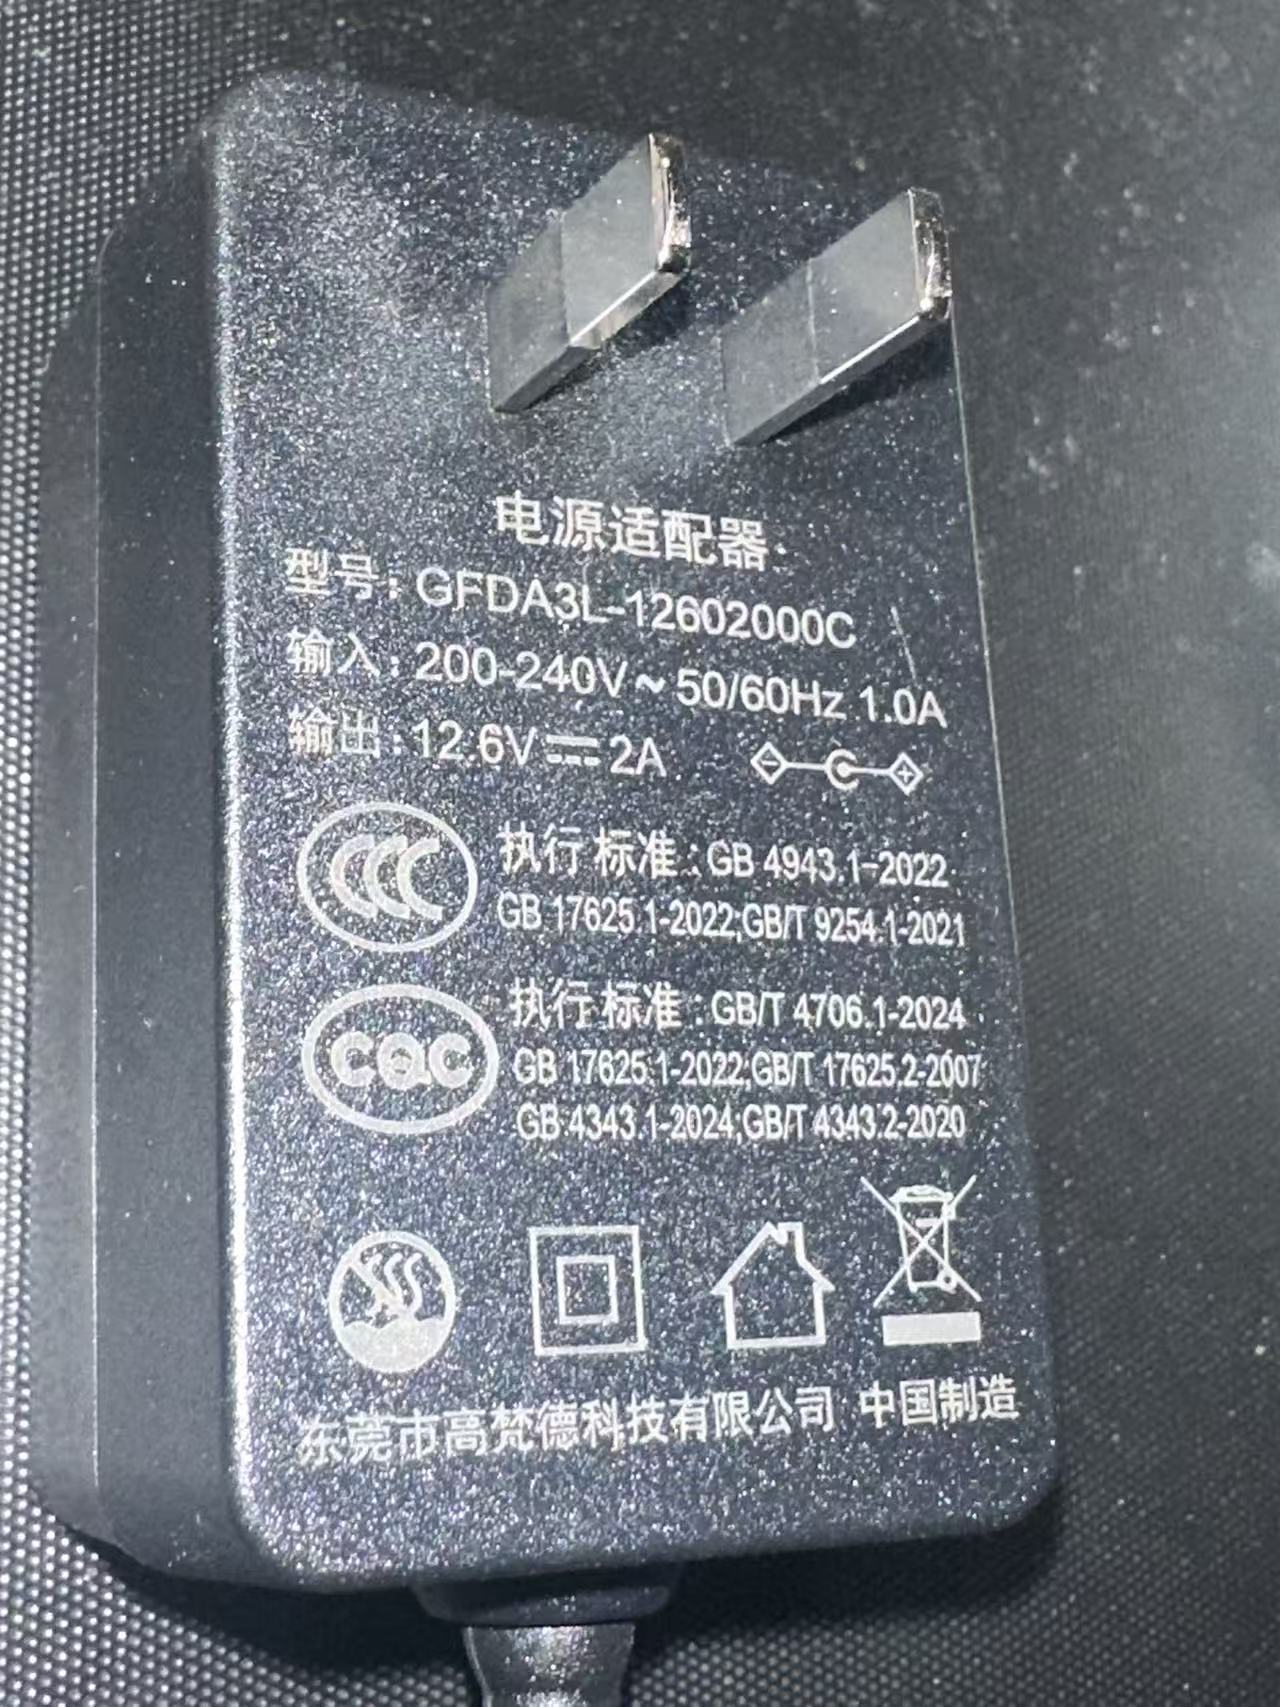 电源适配器
型号: GFDA3L-12602000C
输入: 200-240V~50/60Hz 1.0A
输出: 12.6V⎓2A
CCC
执行标准: GB 4943.1-2022
GB 17625.1-2022;GB/T 9254.1-2021
CQC
执行标准: GB/T 4706.1-2024
GB 17625.1-2022;GB/T 17625.2-2007
GB 4343.1-2024;GB/T 4343.2-2020
东莞市高梵德科技有限公司 中国制造